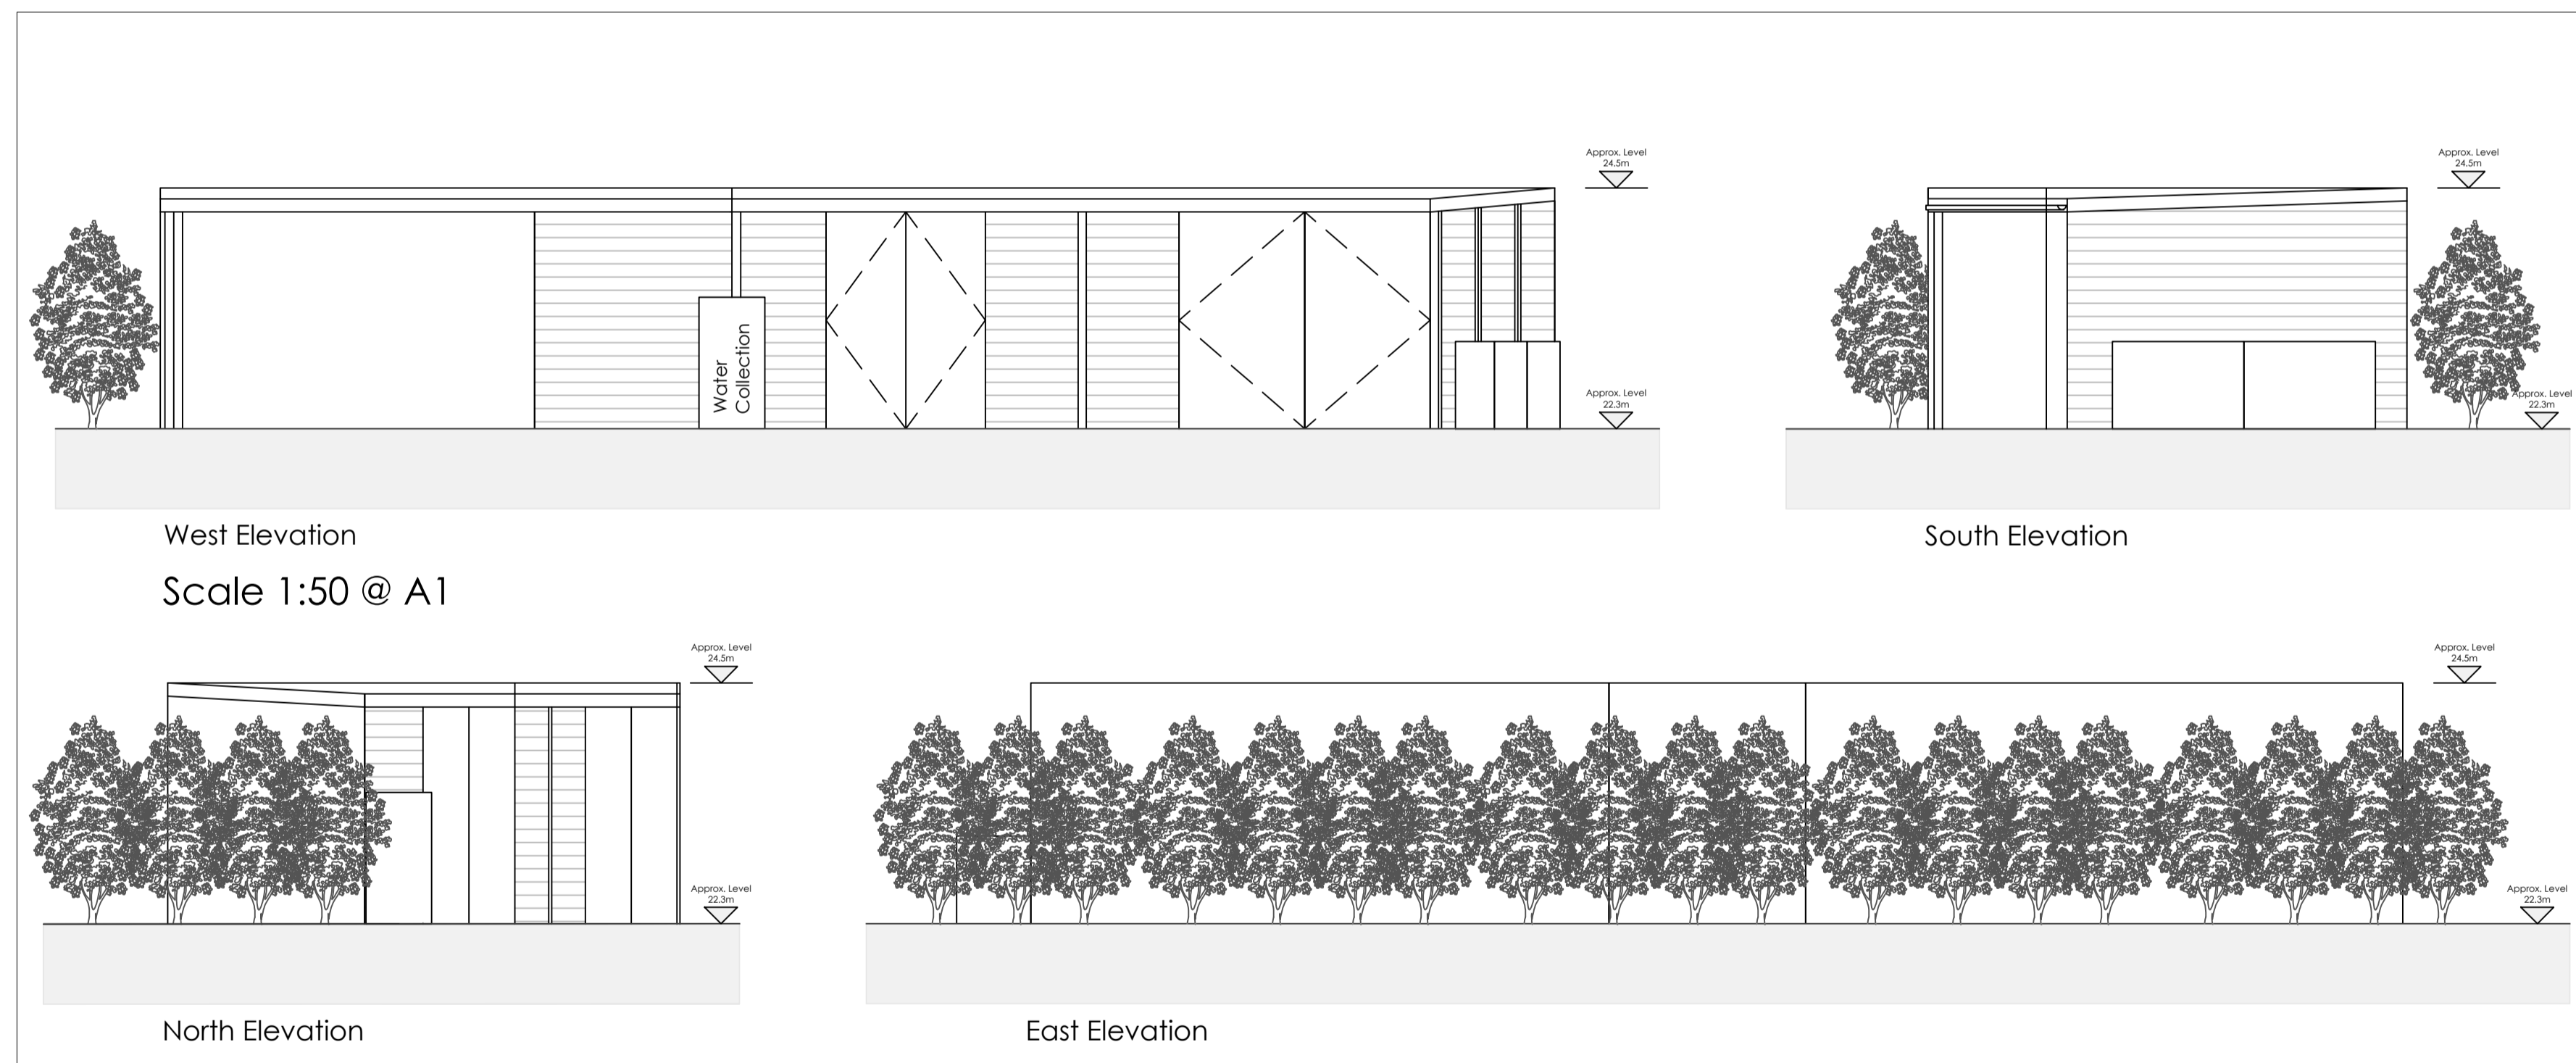 Approx. Level
24.5m
Approx. Level
24.5m
Water
Collection
Approx. Level
22.3m
Approx. Level
22.3m
West Elevation
South Elevation
Scale 1:50 @ A1
Approx. Level
24.5m
Approx. Level
24.5m
Approx. Level
22.3m
Approx. Level
22.3m
North Elevation
East Elevation